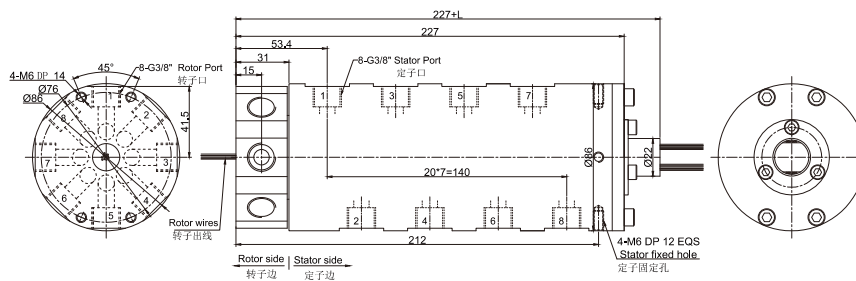 227+L
227
53.4
31
15
45°
8-G3/8" Rotor Port
转子口
4-M6 DP 14
Ø76
Ø86
41.5
8-G3/8" Stator Port
定子口
1
2
3
4
5
6
7
8
1
3
5
7
Ø86
Ø22
20*7=140
2
4
6
8
212
Rotor wires
转子出线
4-M6 DP 12 EQS
Stator fixed hole
定子固定孔
Rotor side
转子边
Stator side
定子边